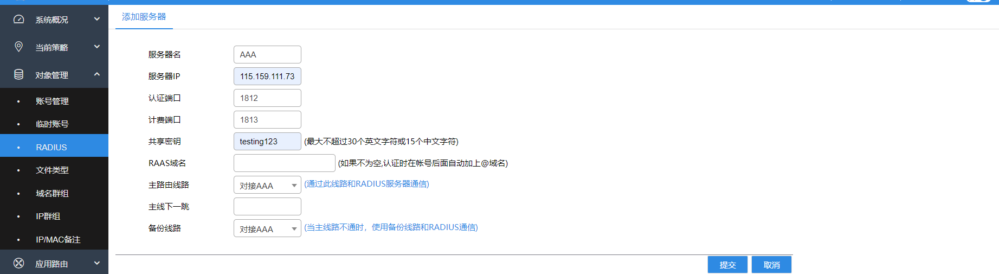 系统概况
当前策略
对象管理
账号管理
临时账号
RADIUS
文件类型
域名群组
IP群组
IP/MAC备注
应用路由
添加服务器
服务器名 AAA
服务器IP 115.159.111.73
认证端口 1812
计费端口 1813
共享密钥 testing123 (最大不超过30个英文字符或15个中文字符)
RAAS域名 (如果不为空,认证时在帐号后面自动加上@域名)
主路由线路 对接AAA (通过此线路和RADIUS服务器通信)
主线下一跳
备份线路 对接AAA (当主线路不通时，使用备份线路和RADIUS通信)
提交 取消